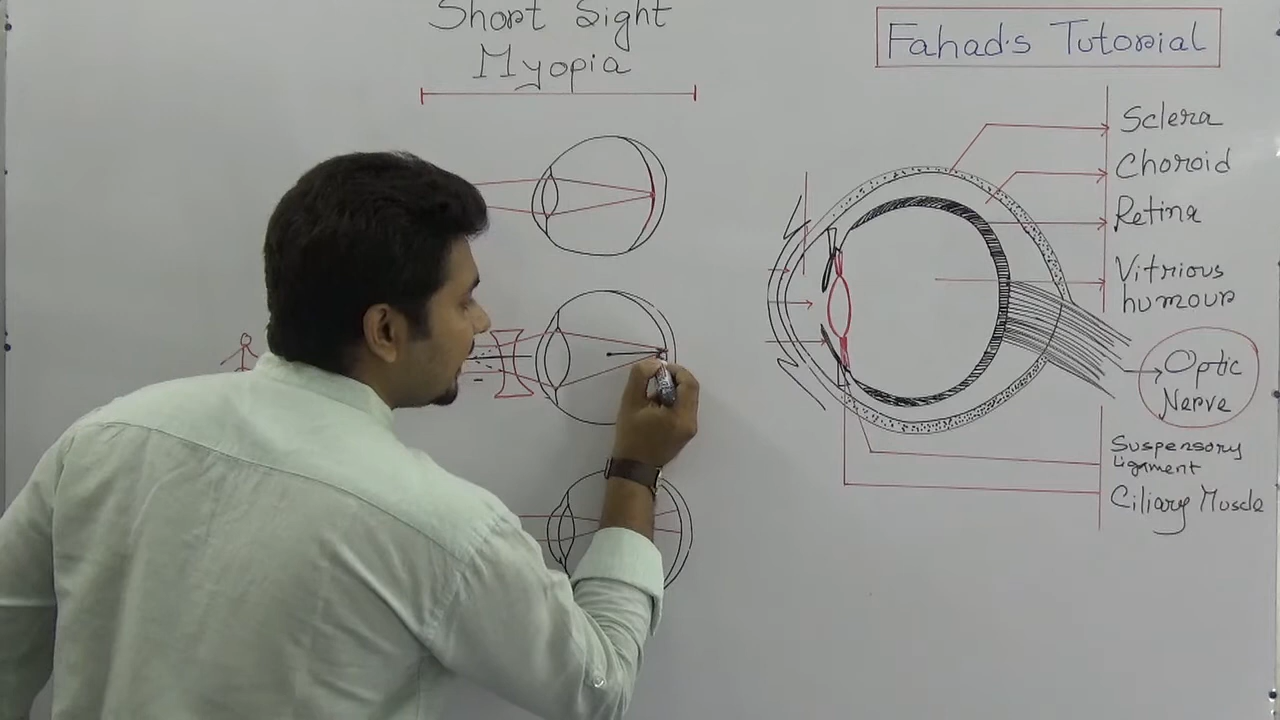 Short Sight
Myopia
Fahad's Tutorial
Sclera
Choroid
Retina
Vitrious
humour
Optic
Nerve
Suspensory
Ligament
Ciliary Muscle